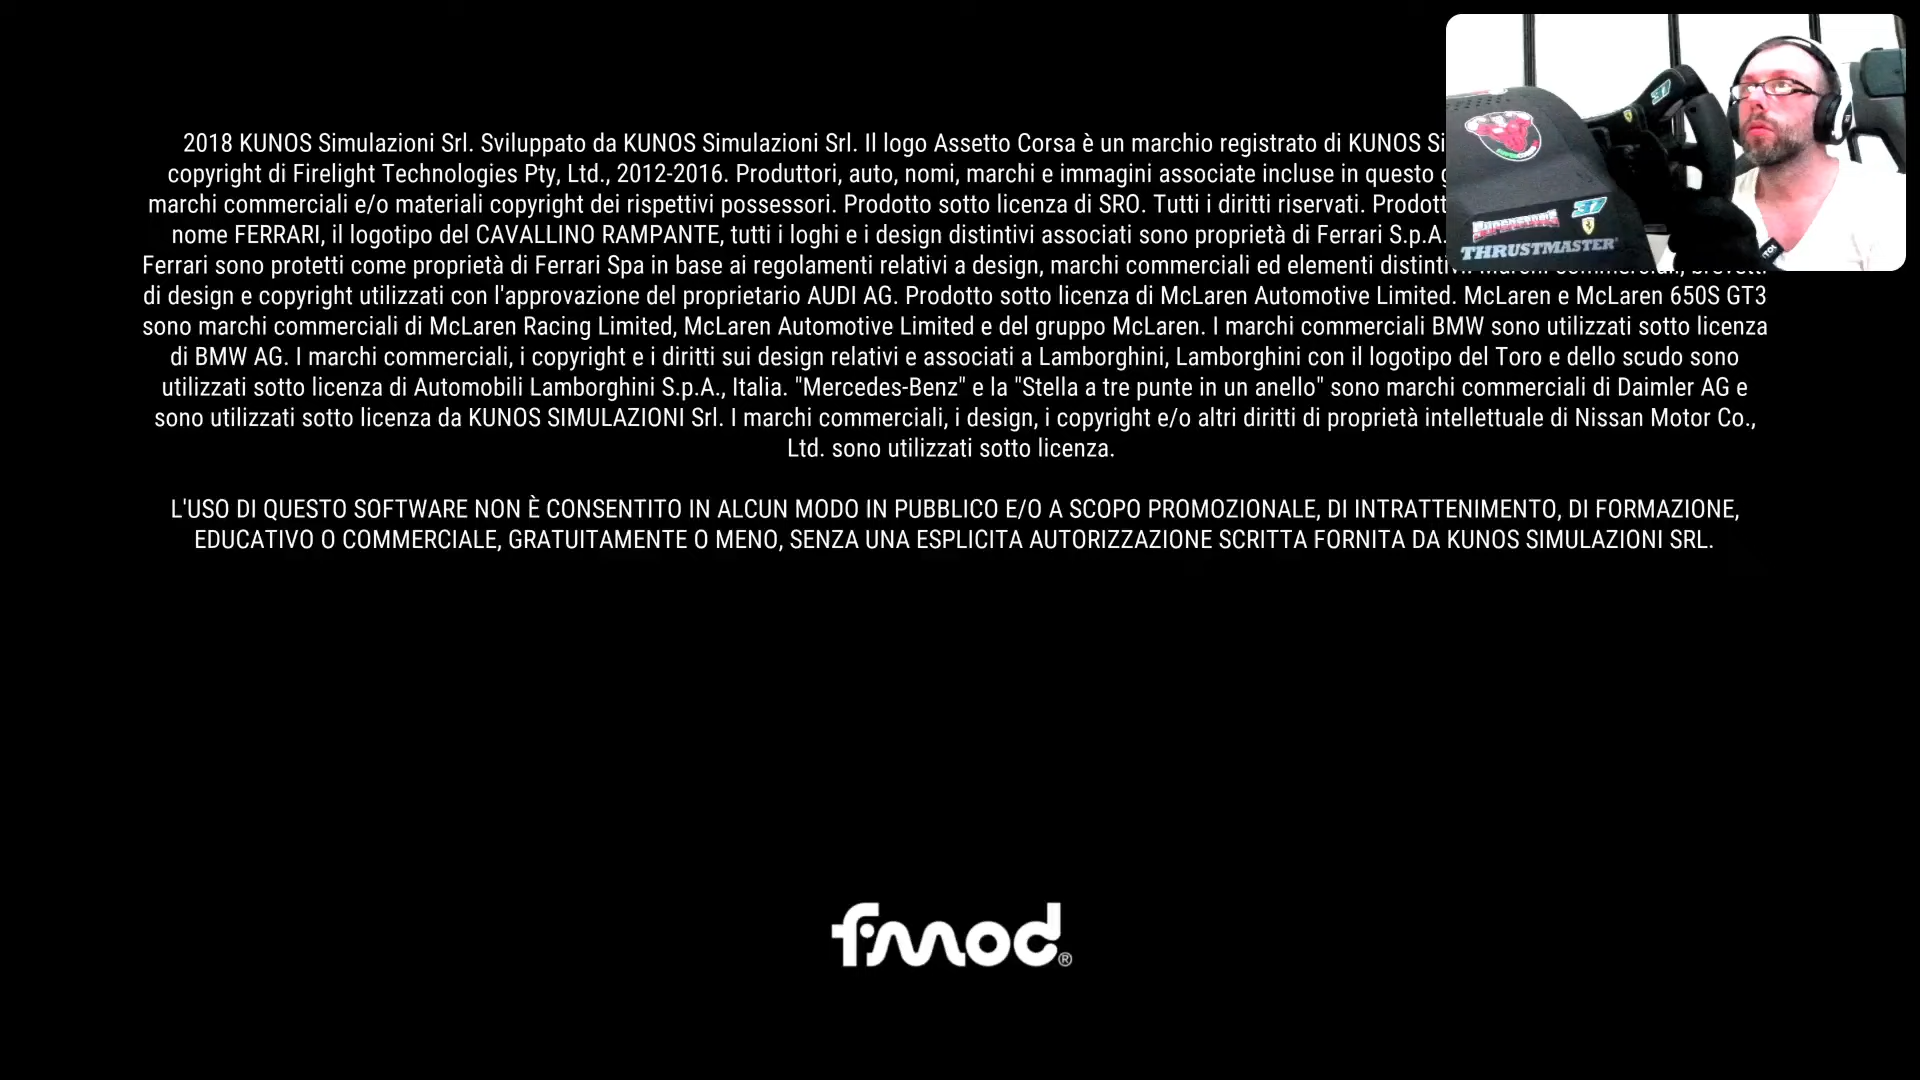 2018 KUNOS Simulazioni Srl. Sviluppato da KUNOS Simulazioni Srl. Il logo Assetto Corsa è un marchio registrato di KUNOS
copyright di Firelight Technologies Pty, Ltd., 2012-2016. Produttori, auto, nomi, marchi e immagini associate incluse in questo
marchi commerciali e/o materiali copyright dei rispettivi possessori. Prodotto sotto licenza di SRO. Tutti i diritti riservati.
nome FERRARI, il logotipo del CAVALLINO RAMPANTE, tutti i loghi e i design distintivi associati sono proprietà di Ferrari S.p.A.
Ferrari sono protetti come proprietà di Ferrari Spa in base ai regolamenti relativi a design, marchi commerciali ed elementi
di design e copyright utilizzati con l'approvazione del proprietario AUDI AG. Prodotto sotto licenza di McLaren Automotive Limited. McLaren e McLaren 650S GT3
sono marchi commerciali di McLaren Racing Limited, McLaren Automotive Limited e del gruppo McLaren. I marchi commerciali BMW sono utilizzati sotto licenza
di BMW AG. I marchi commerciali, i copyright e i diritti sui design relativi e associati a Lamborghini, Lamborghini con il logotipo del Toro e dello scudo sono
utilizzati sotto licenza di Automobili Lamborghini S.p.A., Italia. "Mercedes-Benz" e la "Stella a tre punte in un anello" sono marchi commerciali di Daimler AG e
sono utilizzati sotto licenza da KUNOS SIMULAZIONI Srl. I marchi commerciali, i design, i copyright e/o altri diritti di proprietà intellettuale di Nissan Motor Co.,
Ltd. sono utilizzati sotto licenza.
L'USO DI QUESTO SOFTWARE NON È CONSENTITO IN ALCUN MODO IN PUBBLICO E/O A SCOPO PROMOZIONALE, DI INTRATTENIMENTO, DI FORMAZIONE,
EDUCATIVO O COMMERCIALE, GRATUITAMENTE O MENO, SENZA UNA ESPLICITA AUTORIZZAZIONE SCRITTA FORNITA DA KUNOS SIMULAZIONI SRL.
fmod®
37
37
THRUSTMASTER